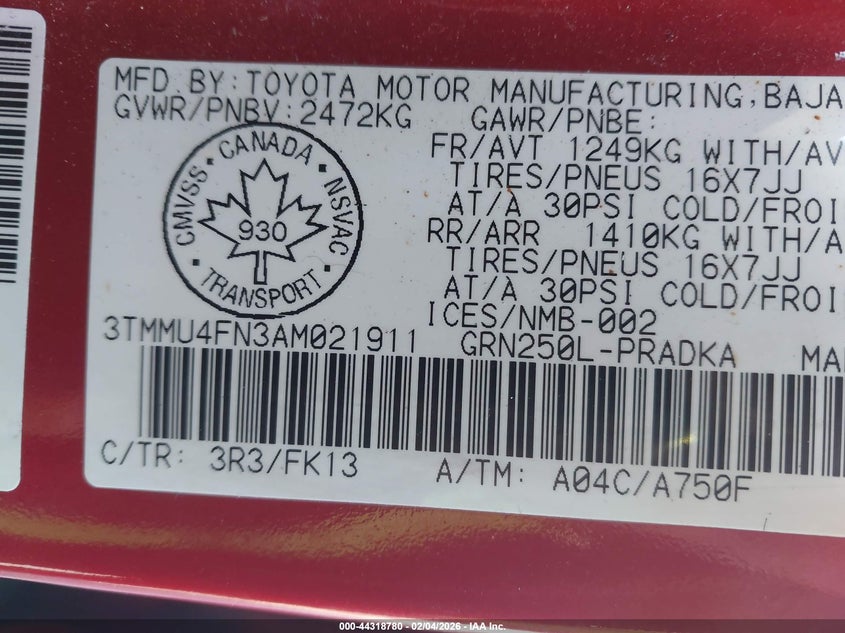 MFD. BY: TOYOTA MOTOR MANUFACTURING, BAJA
GVWR/PNBV: 2472KG GAWR/PNBE:
FR/AVT 1249KG WITH/AV
TIRES/PNEUS 16X7JJ
AT/A 30PSI COLD/FROI
RR/ARR 1410KG WITH/A
TIRES/PNEUS 16X7JJ
AT/A 30PSI COLD/FROI
ICES/NMB-002
CMVSS · CANADA · NSVAC
930
TRANSPORT
3TMMU4FN3AM021911 GRN250L-PRADKA MA
C/TR: 3R3/FK13 A/TM: A04C/A750F
000-44318780 — 02/04/2026 — IAA Inc.